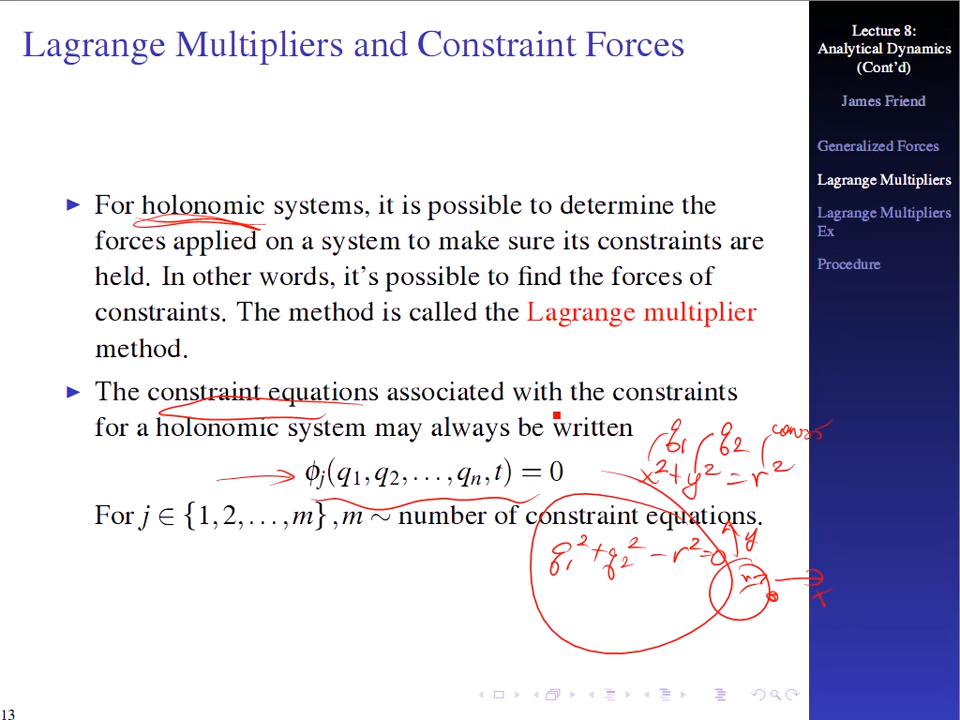 Lagrange Multipliers and Constraint Forces
For holonomic systems, it is possible to determine the
forces applied on a system to make sure its constraints are
held. In other words, it's possible to find the forces of
constraints. The method is called the Lagrange multiplier
method.
The constraint equations associated with the constraints
for a holonomic system may always be written
q₁ q₂
x² + y² = r²
ϕⱼ(q₁, q₂, . . . , qₙ, t) = 0
For j ∈ {1, 2, . . . , m} , m ∼ number of constraint equations.
q₁² + q₂² − r² = 0
y
x
Lecture 8:
Analytical Dynamics
(Cont'd)
James Friend
Generalized Forces
Lagrange Multipliers
Lagrange Multipliers
Ex
Procedure
13